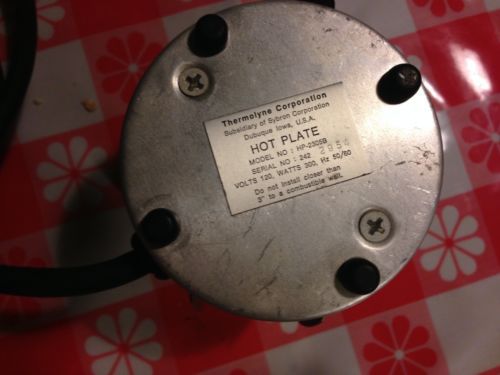 Thermolyne Corporation
Subsidiary of Sybron Corporation
Dubuque Iowa, U.S.A.
HOT PLATE
MODEL NO : HP-2305B
SERIAL NO : 242 2954
VOLTS 120, WATTS 300, Hz 50/60
Do not install closer than
3" to a combustible wall.